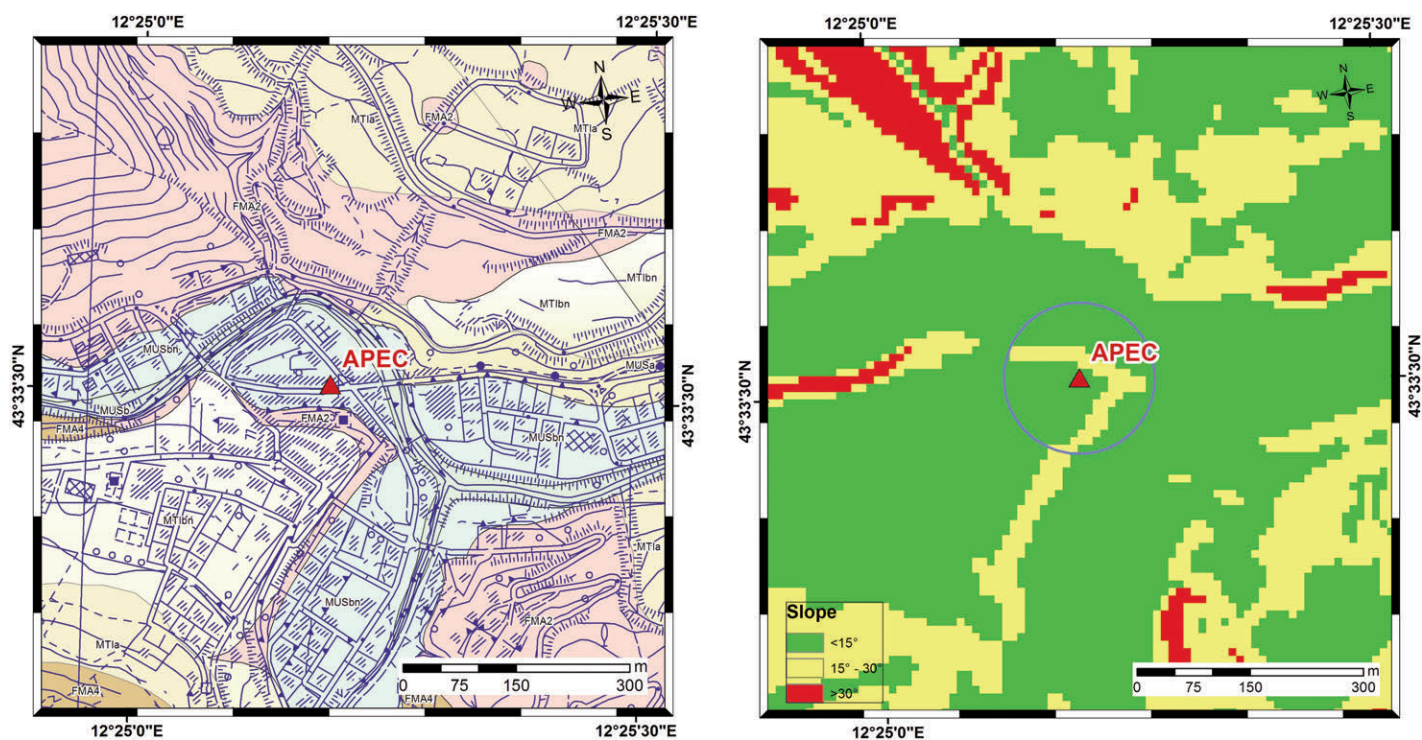 12°25'0"E
12°25'30"E
12°25'0"E
12°25'30"E
N
W
E
S
N
W
E
S
FMA2
MTIa
MTIa
FMA2
FMA2
MTIbn
MTIbn
43°33'30"N
43°33'30"N
43°33'30"N
43°33'30"N
MUSbn
APEC
MUSa
APEC
MUSb
FMA2
FMA4
MUSbn
MTIbn
MTIa
MUSbn
FMA2
MTIa
FMA4
FMA4
Slope
<15°
15° - 30°
>30°
m
0 75 150 300
m
0 75 150 300
12°25'0"E
12°25'30"E
12°25'0"E